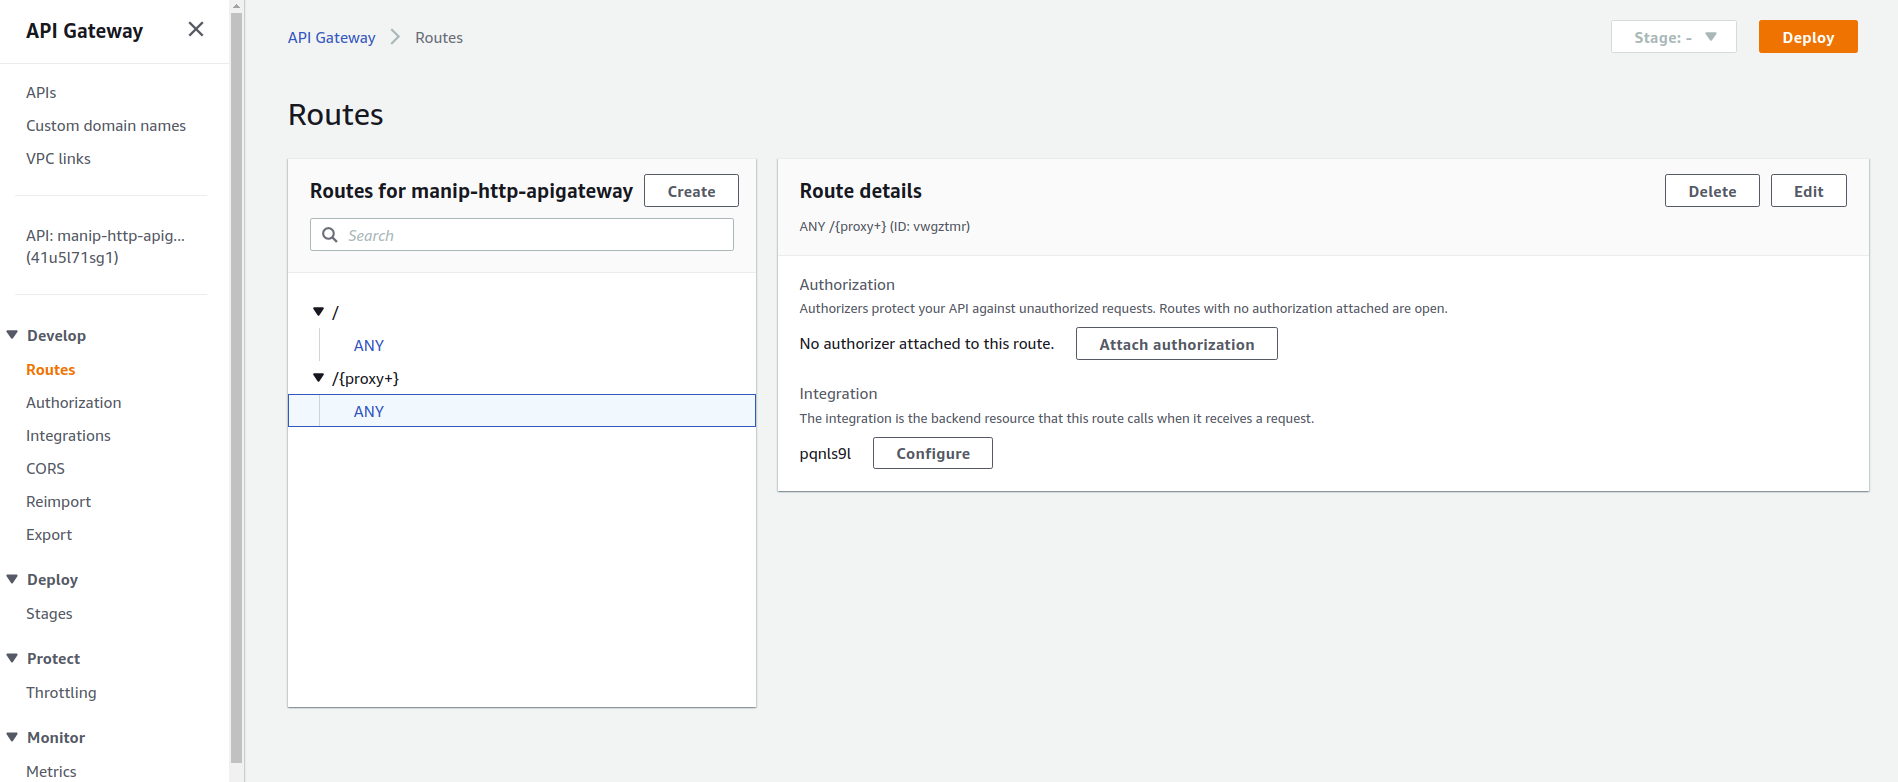 API Gateway
APIs
Custom domain names
VPC links
API: manip-http-apig...
(41u5l71sg1)
Develop
Routes
Authorization
Integrations
CORS
Reimport
Export
Deploy
Stages
Protect
Throttling
Monitor
Metrics
API Gateway Routes
Stage: - Deploy
Routes
Routes for manip-http-apigateway Create
Search
/
ANY
/{proxy+}
ANY
Route details Delete Edit
ANY /{proxy+} (ID: vwgztmr)
Authorization
Authorizers protect your API against unauthorized requests. Routes with no authorization attached are open.
No authorizer attached to this route. Attach authorization
Integration
The integration is the backend resource that this route calls when it receives a request.
pqnls9l Configure